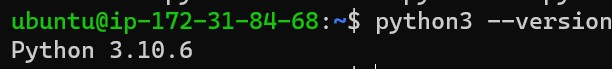 ubuntu@ip-172-31-84-68:~$ python3 --version
Python 3.10.6